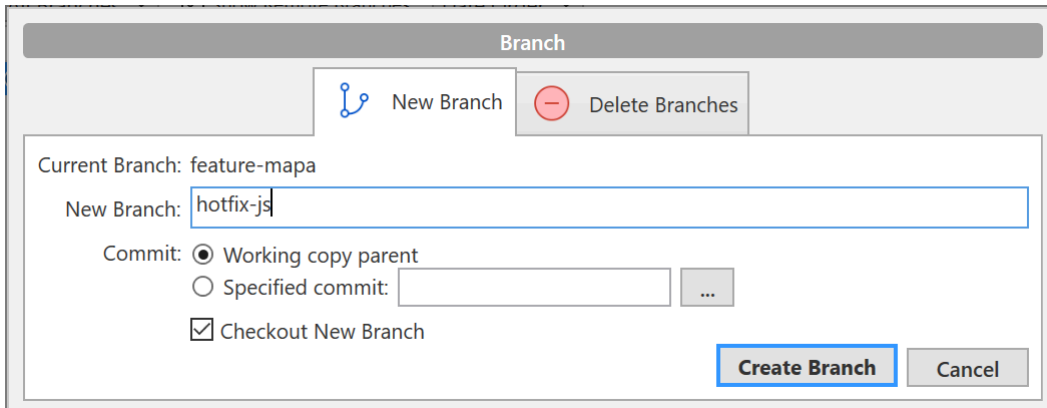 Branch
New Branch
Delete Branches
Current Branch: feature-mapa
New Branch: hotfix-js
Commit: Working copy parent
Specified commit: ...
Checkout New Branch
Create Branch
Cancel